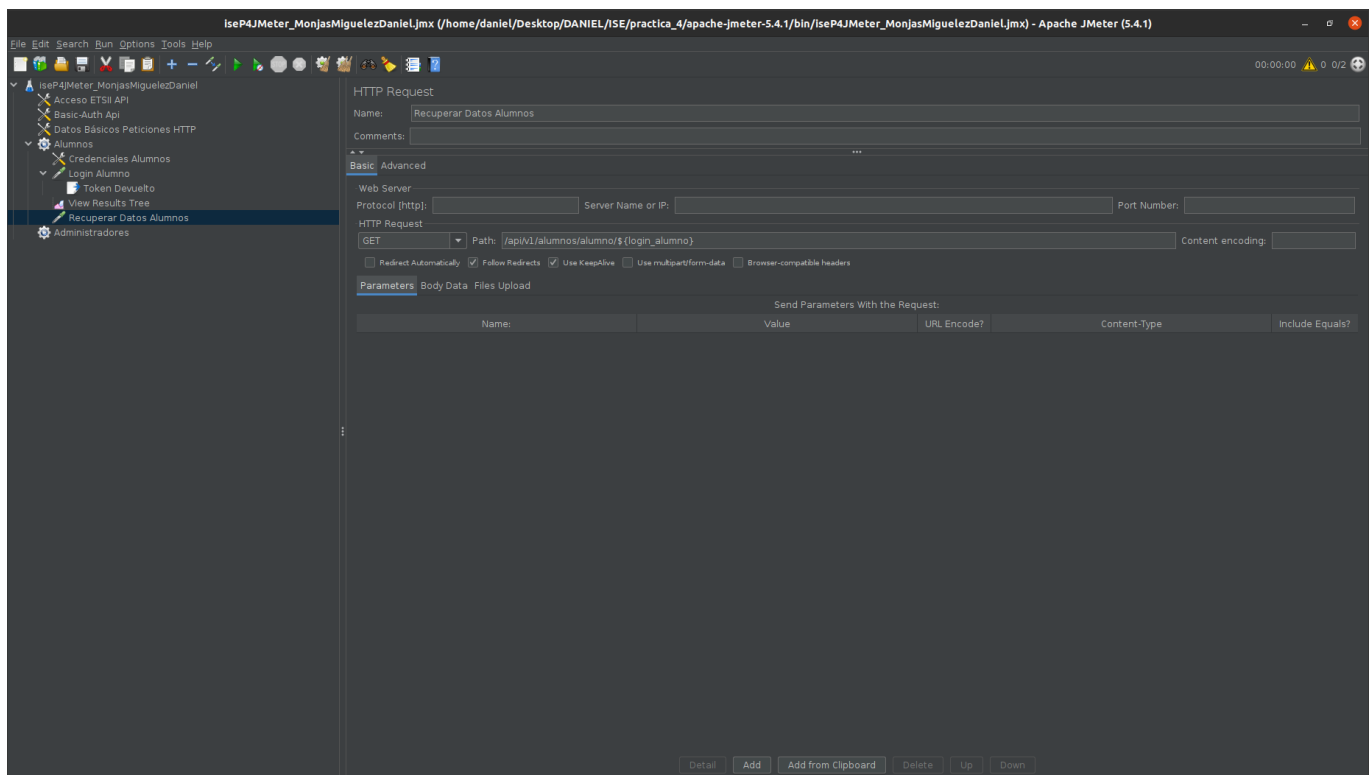 iseP4JMeter_MonjasMiguelezDaniel.jmx (/home/daniel/Desktop/DANIEL/ISE/practica_4/apache-jmeter-5.4.1/bin/iseP4JMeter_MonjasMiguelezDaniel.jmx) - Apache JMeter (5.4.1)
File Edit Search Run Options Tools Help
00:00:00 0 0/2
iseP4JMeter_MonjasMiguelezDaniel
Acceso ETSII API
Basic-Auth Api
Datos Básicos Peticiones HTTP
Alumnos
Credenciales Alumnos
Login Alumno
Token Devuelto
View Results Tree
Recuperar Datos Alumnos
Administradores
HTTP Request
Name: Recuperar Datos Alumnos
Comments:
Basic Advanced
Web Server
Protocol [http]: Server Name or IP: Port Number:
HTTP Request
GET Path: /api/v1/alumnos/alumno/${login_alumno} Content encoding:
Redirect Automatically Follow Redirects Use KeepAlive Use multipart/form-data Browser-compatible headers
Parameters Body Data Files Upload
Send Parameters With the Request:
Name: Value URL Encode? Content-Type Include Equals?
Detail Add Add from Clipboard Delete Up Down